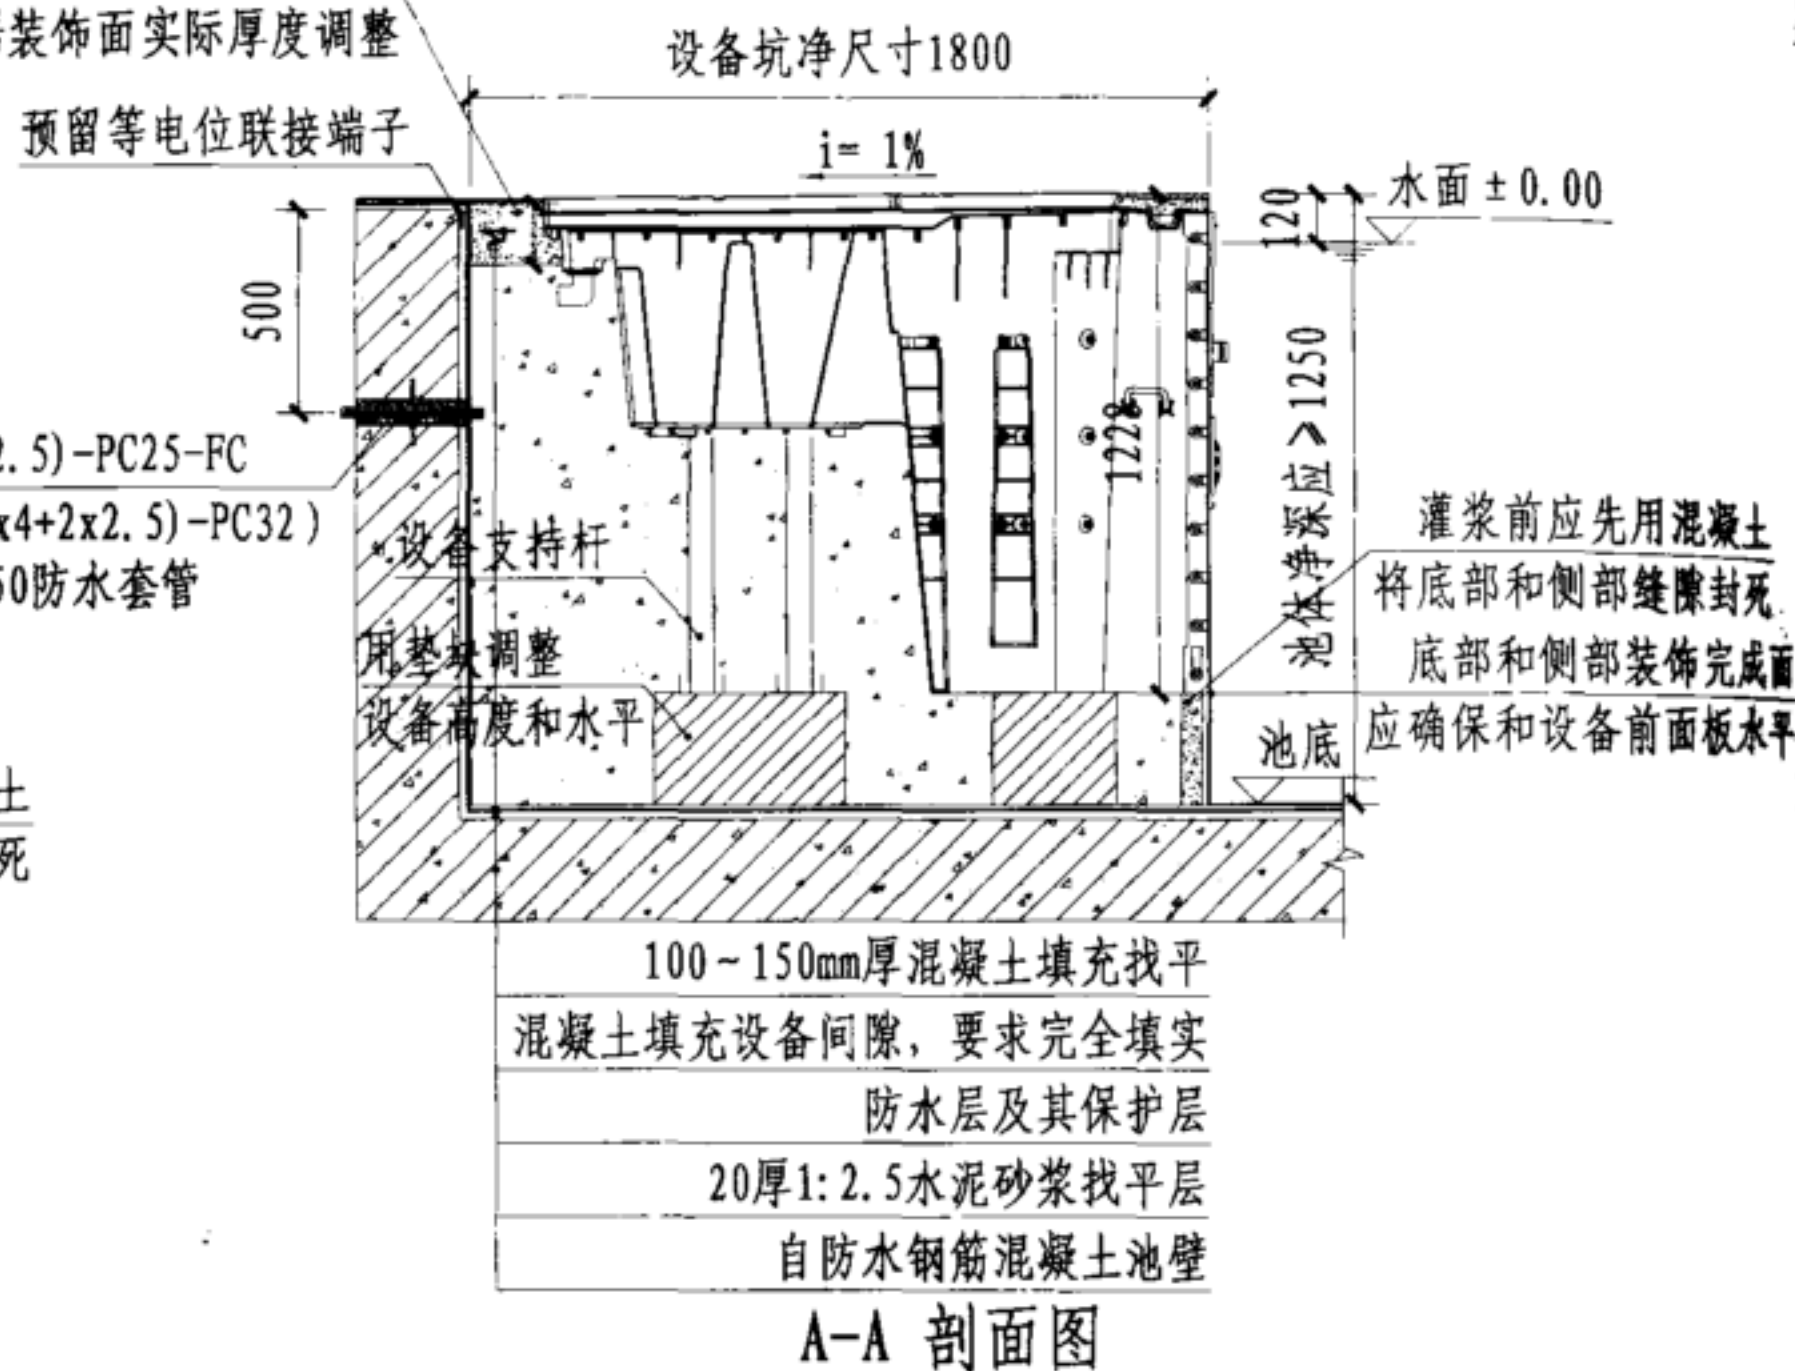 装饰面实际厚度调整
设备坑净尺寸1800
预留等电位联接端子
i= 1%
水面 ±0.00
120
500
池体净深应≥1250
1228
2.5)-PC25-FC
x4+2x2.5)-PC32)
50防水套管
设备支持杆
用垫块调整
设备高度和水平
灌浆前应先用混凝土
将底部和侧部缝隙封死
底部和侧部装饰完成面
应确保和设备前面板水平
池底
土
死
100~150mm厚混凝土填充找平
混凝土填充设备间隙，要求完全填实
防水层及其保护层
20厚1:2.5水泥砂浆找平层
自防水钢筋混凝土池壁
A-A 剖面图